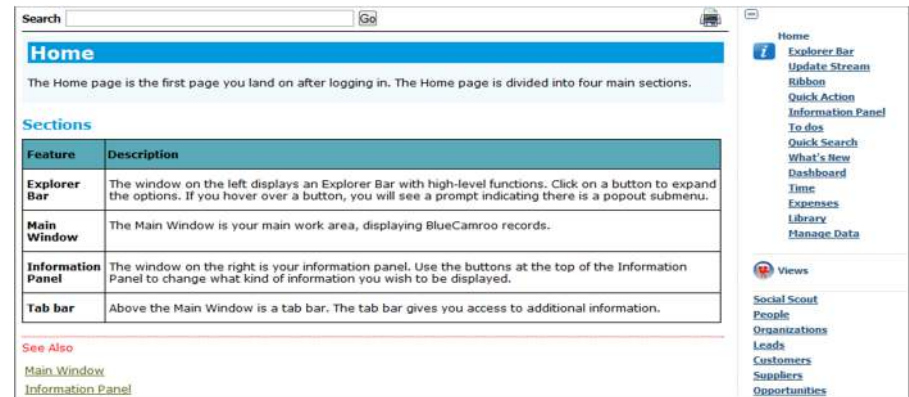 Search Go
Home
The Home page is the first page you land on after logging in. The Home page is divided into four main sections.
Sections
Feature Description
Explorer Bar
The window on the left displays an Explorer Bar with high-level functions. Click on a button to expand
the options. If you hover over a button, you will see a prompt indicating there is a popout submenu.
Main Window
The Main Window is your main work area, displaying BlueCamroo records.
Information Panel
The window on the right is your information panel. Use the buttons at the top of the Information
Panel to change what kind of information you wish to be displayed.
Tab bar
Above the Main Window is a tab bar. The tab bar gives you access to additional information.
See Also
Main Window
Information Panel
Home
Explorer Bar
Update Stream
Ribbon
Quick Action
Information Panel
To dos
Quick Search
What's New
Dashboard
Time
Expenses
Library
Manage Data
Views
Social Scout
People
Organizations
Leads
Customers
Suppliers
Opportunities